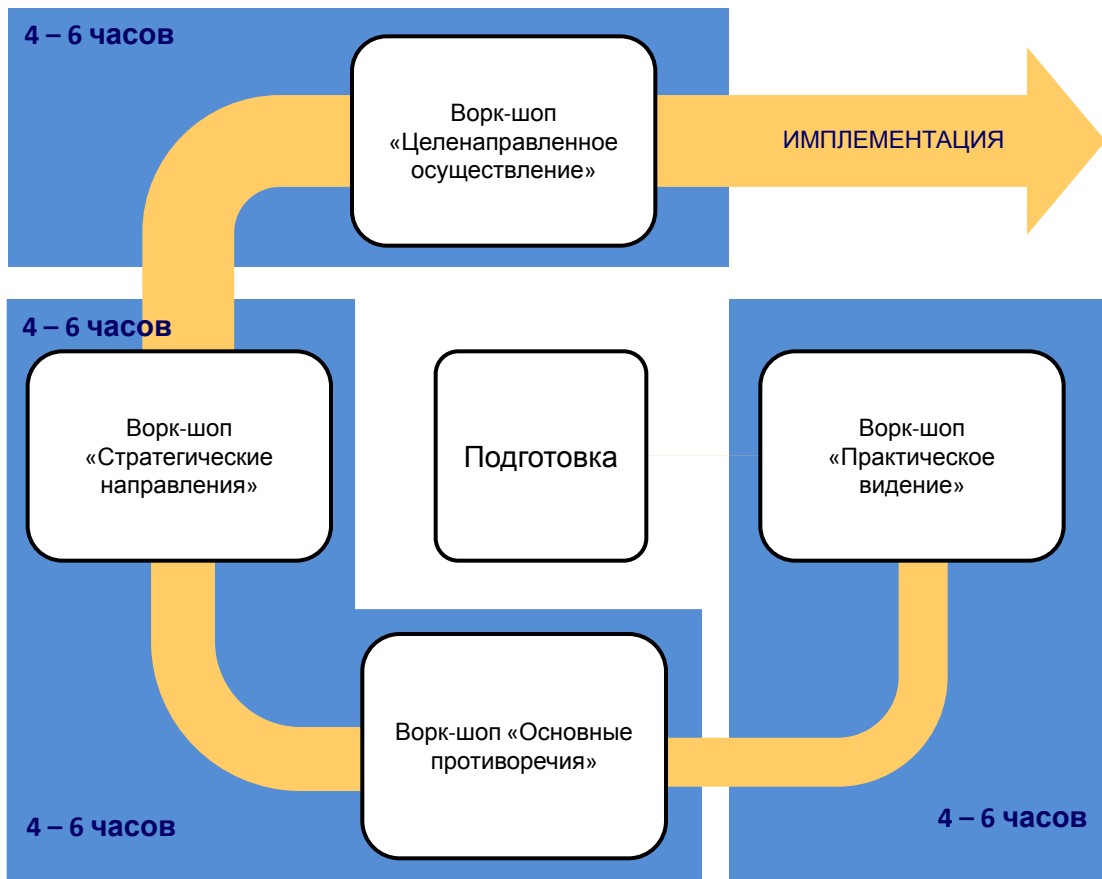 4 – 6 часов
Ворк-шоп
«Целенаправленное
осуществление»
ИМПЛЕМЕНТАЦИЯ
4 – 6 часов
Ворк-шоп
«Стратегические
направления»
Подготовка
Ворк-шоп
«Практическое
видение»
Ворк-шоп «Основные
противоречия»
4 – 6 часов
4 – 6 часов